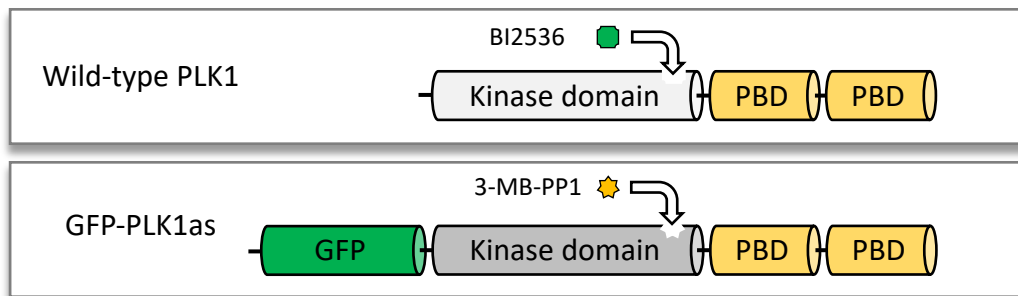 BI2536
Wild-type PLK1
Kinase domain
PBD
PBD
3-MB-PP1
GFP-PLK1as
GFP
Kinase domain
PBD
PBD